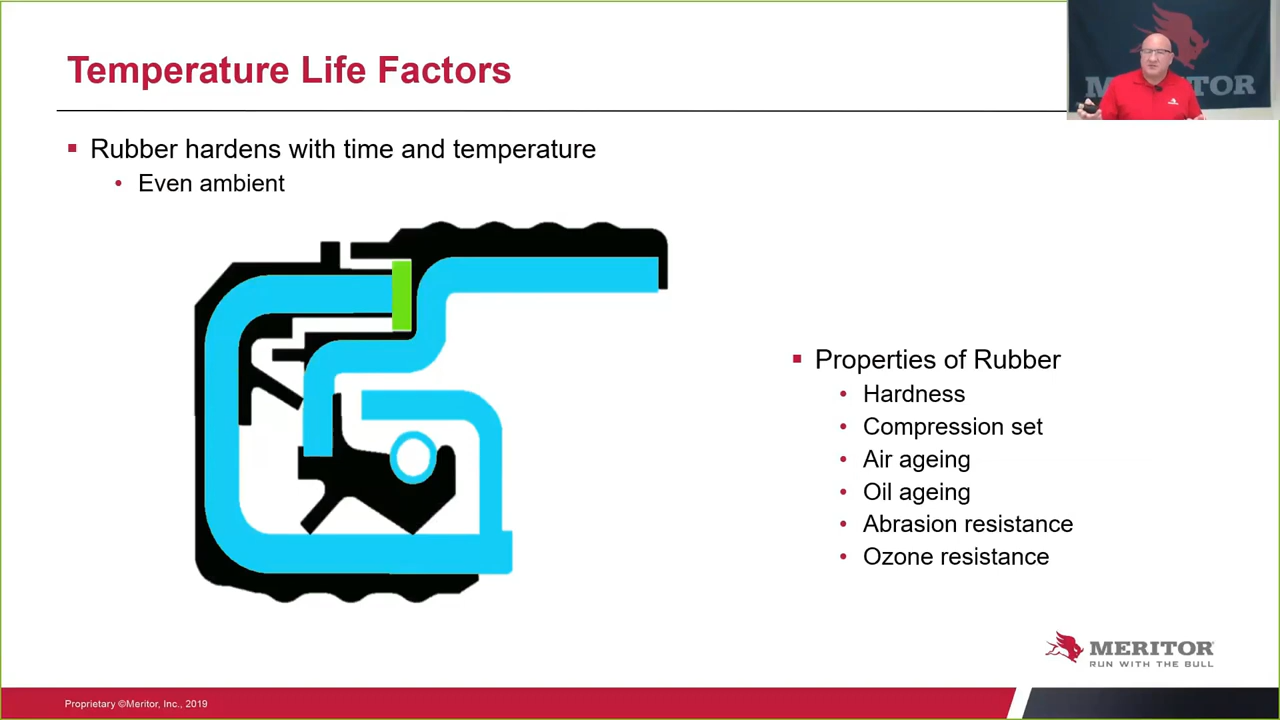 Temperature Life Factors
MERITOR
Rubber hardens with time and temperature
Even ambient
Properties of Rubber
Hardness
Compression set
Air ageing
Oil ageing
Abrasion resistance
Ozone resistance
MERITOR
RUN WITH THE BULL
Proprietary ©Meritor, Inc., 2019